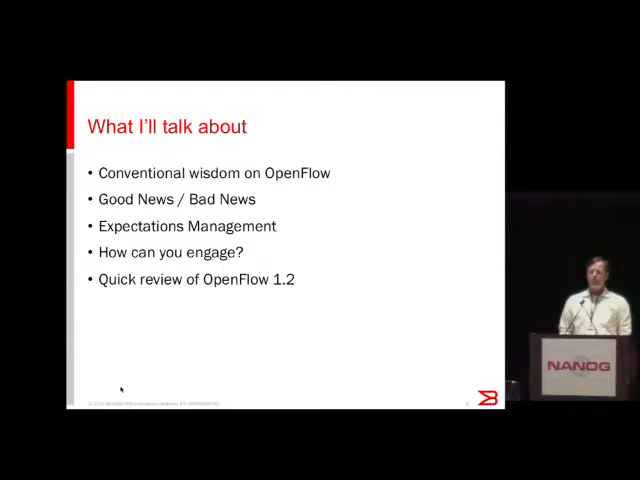 What I'll talk about
• Conventional wisdom on OpenFlow
• Good News / Bad News
• Expectations Management
• How can you engage?
• Quick review of OpenFlow 1.2
NANOG